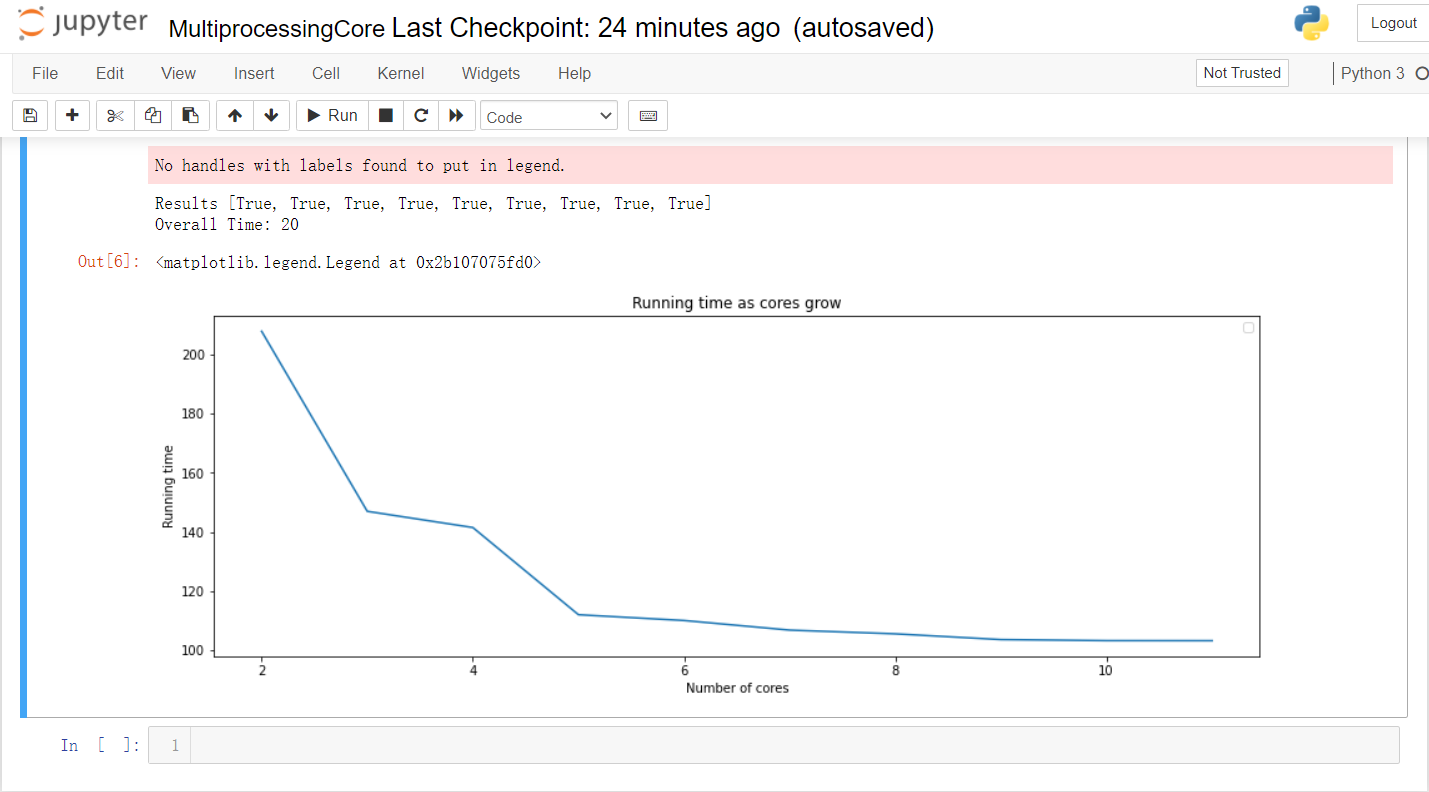 jupyter MultiprocessingCore Last Checkpoint: 24 minutes ago (autosaved) Logout
File Edit View Insert Cell Kernel Widgets Help Not Trusted Python 3
Run Code
No handles with labels found to put in legend.
Results [True, True, True, True, True, True, True, True, True]
Overall Time: 20
Out[6]: <matplotlib.legend.Legend at 0x2b107075fd0>
Running time as cores grow
200
180
160
140
120
100
Running time
2 4 6 8 10
Number of cores
In [ ]: 1